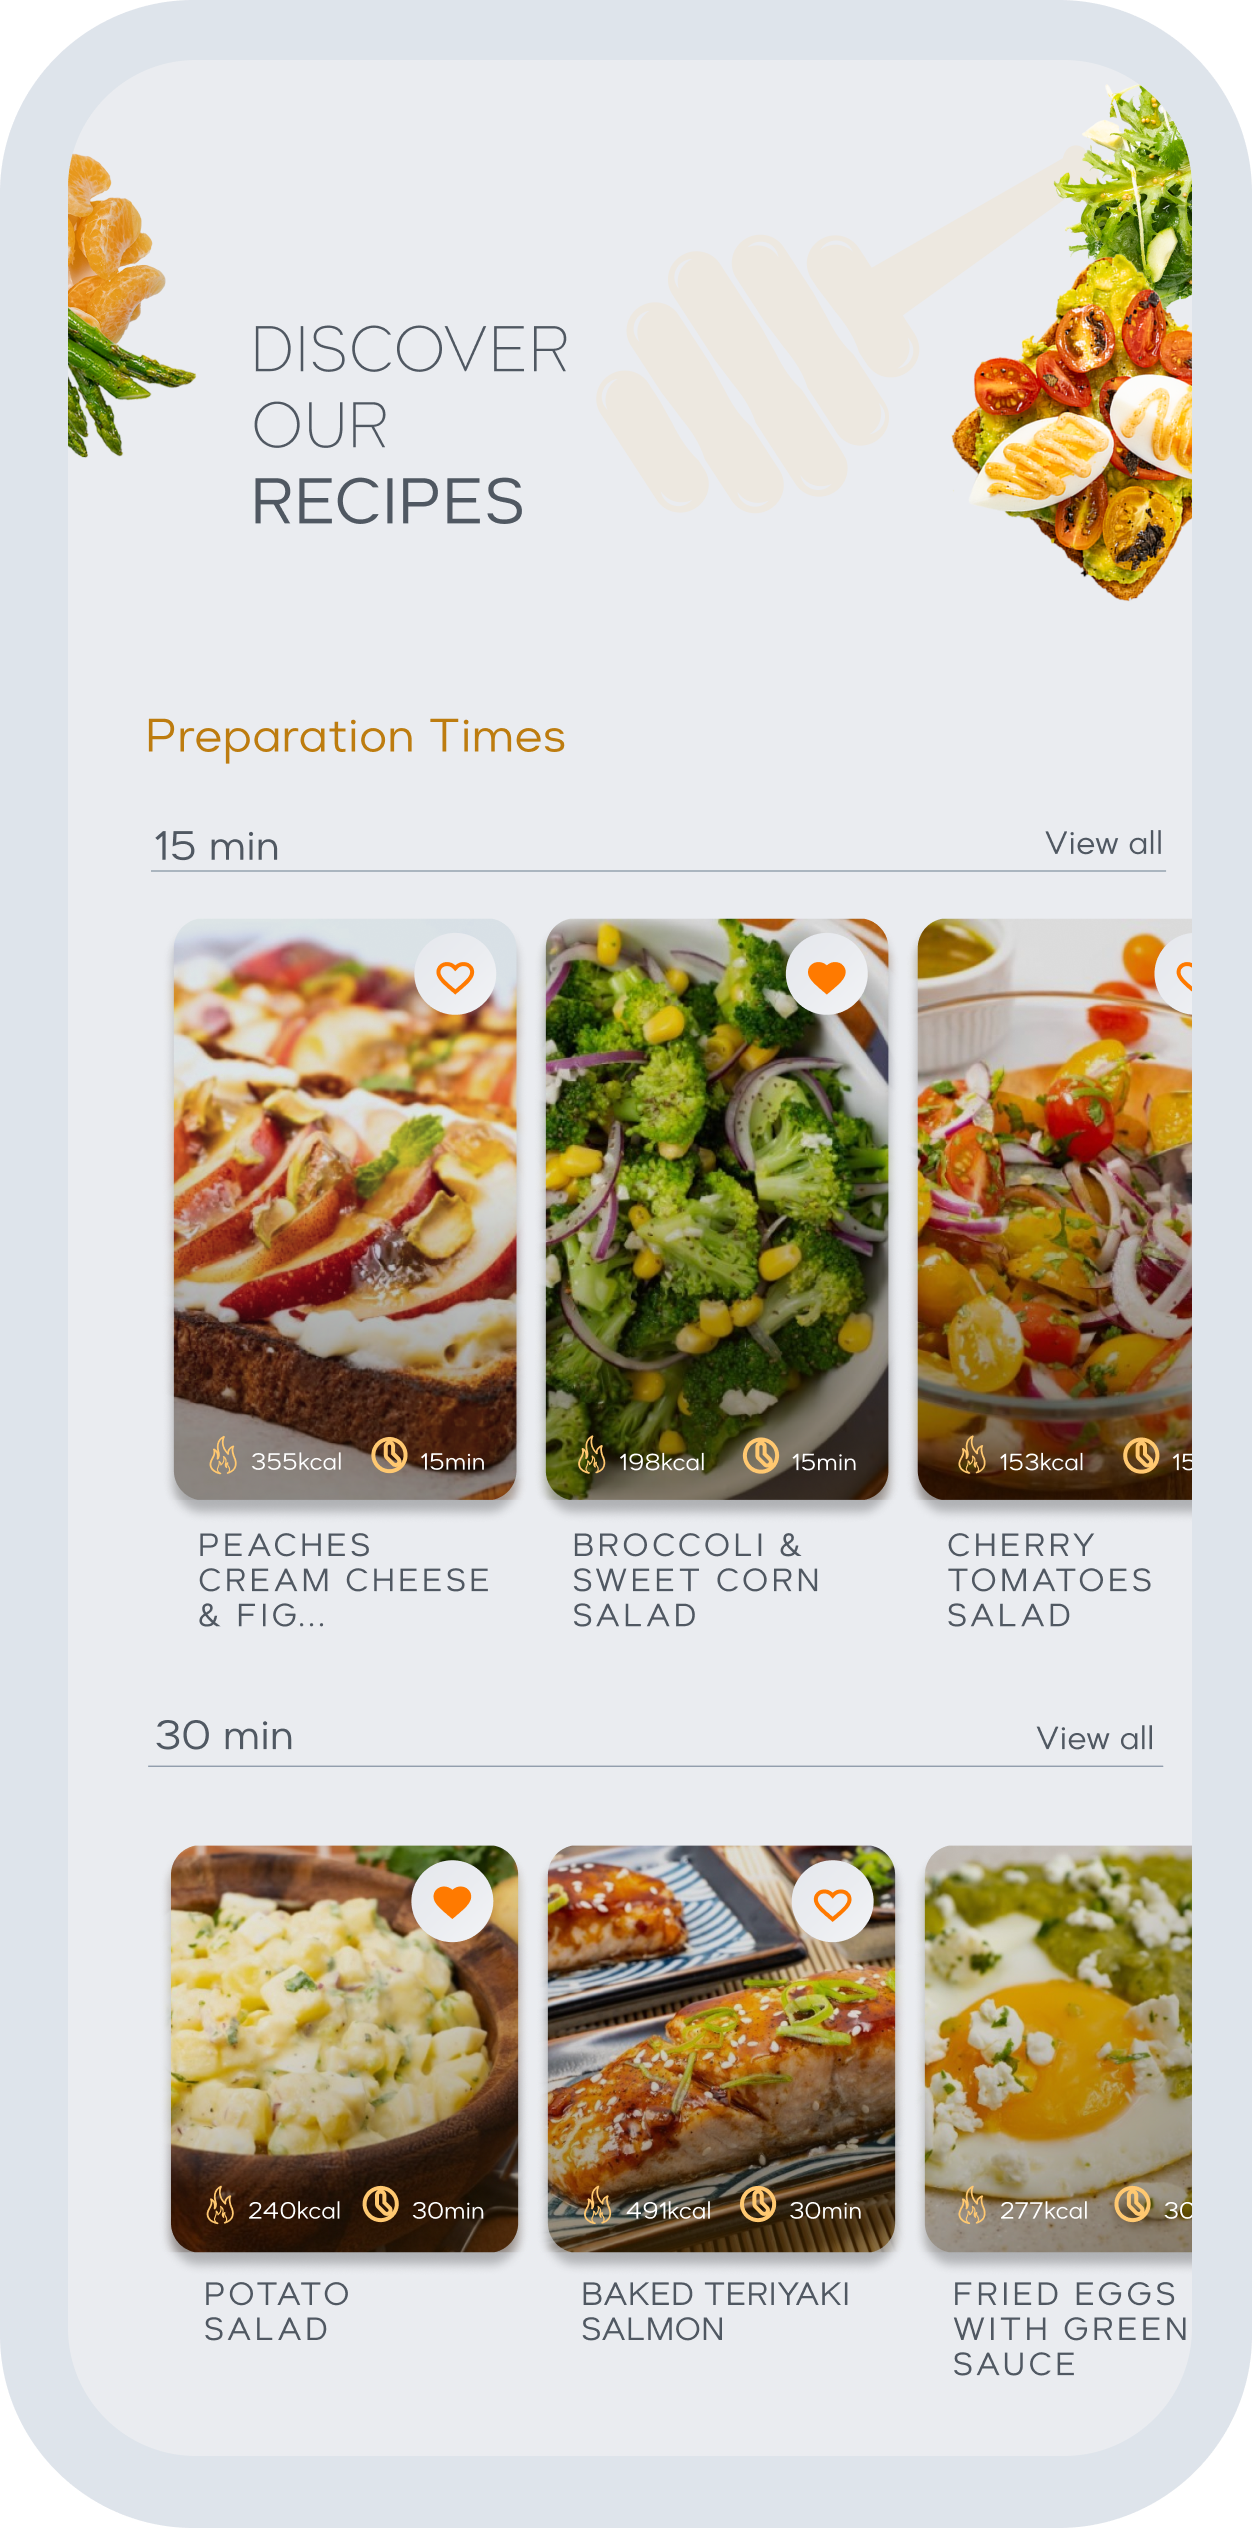 DISCOVER
OUR
RECIPES
Preparation Times
15 min
View all
355kcal
15min
198kcal
15min
153kcal
PEACHES
CREAM CHEESE
& FIG...
BROCCOLI &
SWEET CORN
SALAD
CHERRY
TOMATOES
SALAD
30 min
View all
240kcal
30min
491kcal
30min
277kcal
POTATO
SALAD
BAKED TERIYAKI
SALMON
FRIED EGGS
WITH GREEN
SAUCE